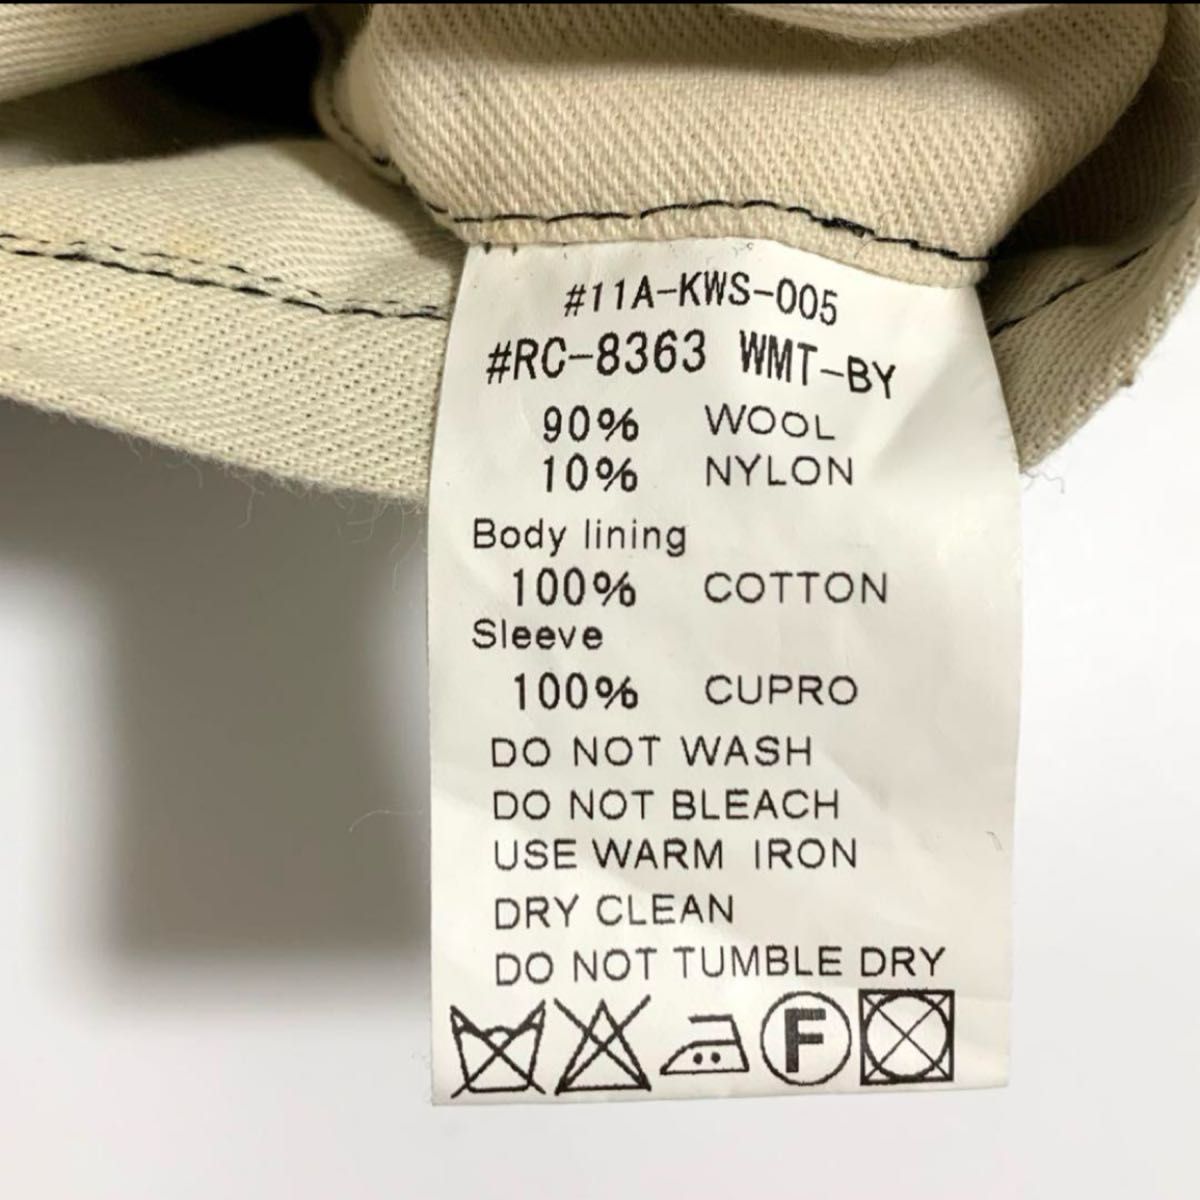 #11A-KWS-005
#RC-8363 WMT-BY
90% WOOL
10% NYLON
Body lining
100% COTTON
Sleeve
100% CUPRO
DO NOT WASH
DO NOT BLEACH
USE WARM IRON
DRY CLEAN
DO NOT TUMBLE DRY
F